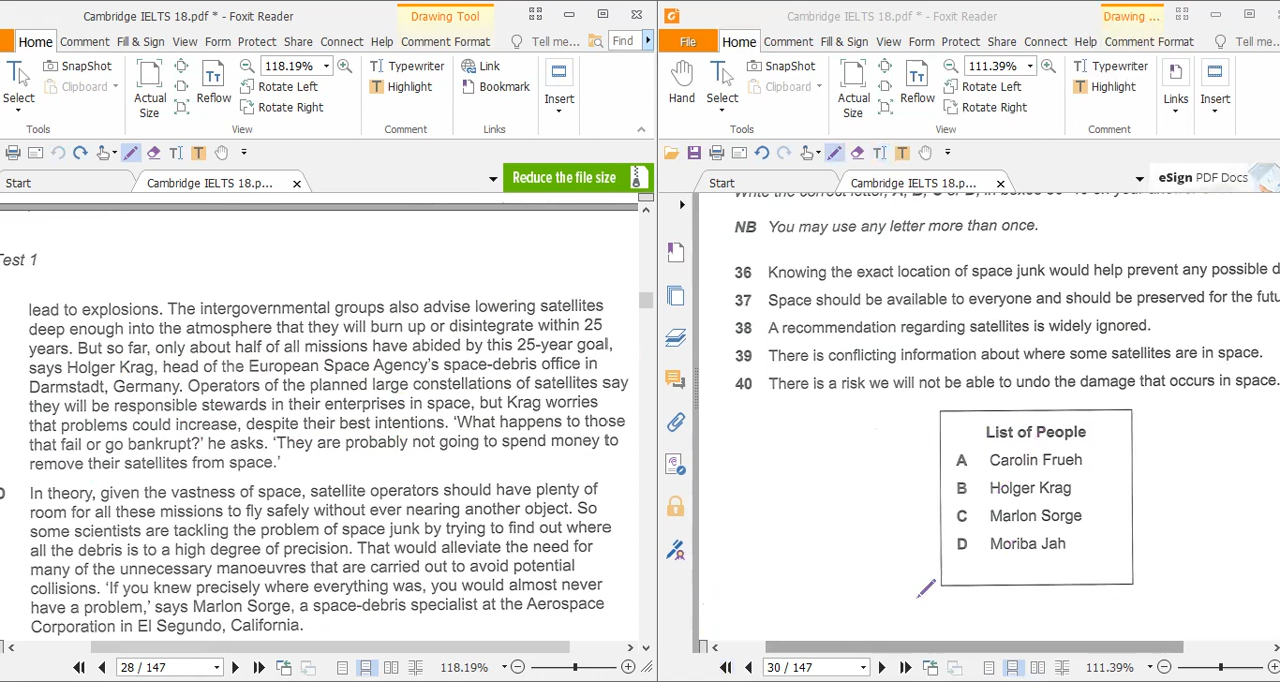 Cambridge IELTS 18.pdf * - Foxit Reader
Drawing Tool
Home Comment Fill & Sign View Form Protect Share Connect Help Comment Format Tell me... Find
Select
SnapShot
Clipboard
Tools
Actual Size
Reflow
118.19%
Rotate Left
Rotate Right
View
Typewriter
Highlight
Comment
Link
Bookmark
Links
Insert
Start
Cambridge IELTS 18.p...
Reduce the file size
Test 1
lead to explosions. The intergovernmental groups also advise lowering satellites
deep enough into the atmosphere that they will burn up or disintegrate within 25
years. But so far, only about half of all missions have abided by this 25-year goal,
says Holger Krag, head of the European Space Agency's space-debris office in
Darmstadt, Germany. Operators of the planned large constellations of satellites say
they will be responsible stewards in their enterprises in space, but Krag worries
that problems could increase, despite their best intentions. 'What happens to those
that fail or go bankrupt?' he asks. 'They are probably not going to spend money to
remove their satellites from space.'
D In theory, given the vastness of space, satellite operators should have plenty of
room for all these missions to fly safely without ever nearing another object. So
some scientists are tackling the problem of space junk by trying to find out where
all the debris is to a high degree of precision. That would alleviate the need for
many of the unnecessary manoeuvres that are carried out to avoid potential
collisions. 'If you knew precisely where everything was, you would almost never
have a problem,' says Marlon Sorge, a space-debris specialist at the Aerospace
Corporation in El Segundo, California.
28 / 147
118.19%
Cambridge IELTS 18.pdf * - Foxit Reader
Drawing ...
File Home Comment Fill & Sign View Form Protect Share Connect Help Comment Format Tell me...
Hand
Select
SnapShot
Clipboard
Tools
Actual Size
Reflow
111.39%
Rotate Left
Rotate Right
View
Typewriter
Highlight
Comment
Links
Insert
Start
Cambridge IELTS 18.p...
eSign PDF Docs
Write the correct letter, A, B, C or D, in boxes
NB You may use any letter more than once.
36 Knowing the exact location of space junk would help prevent any possible d
37 Space should be available to everyone and should be preserved for the futu
38 A recommendation regarding satellites is widely ignored.
39 There is conflicting information about where some satellites are in space.
40 There is a risk we will not be able to undo the damage that occurs in space.
List of People
A Carolin Frueh
B Holger Krag
C Marlon Sorge
D Moriba Jah
30 / 147
111.39%